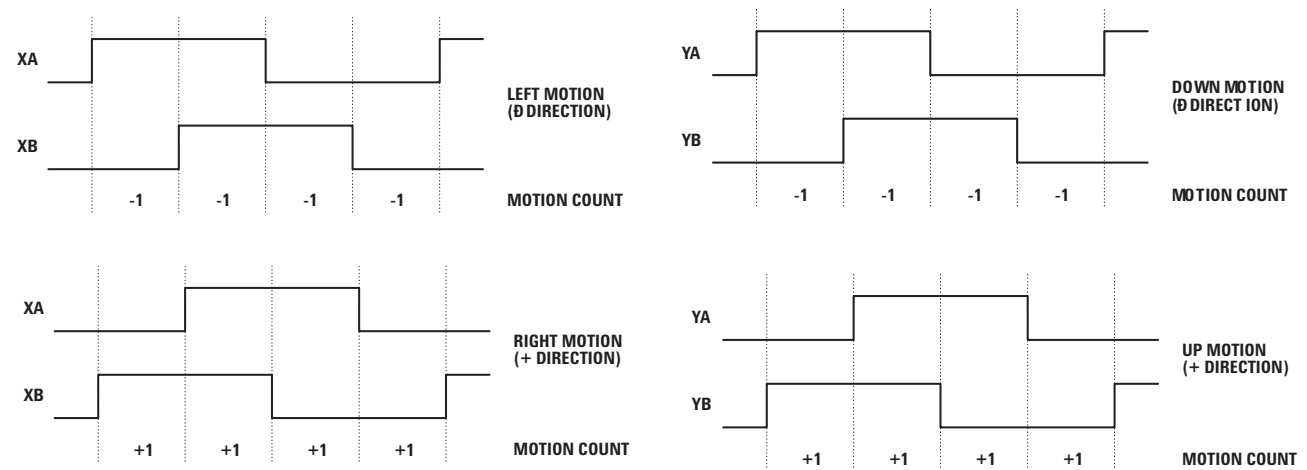 XA
XB
LEFT MOTION
(Ð DIRECTION)
-1 -1 -1 -1
MOTION COUNT
YA
YB
DOWN MOTION
(Ð DIRECT ION)
-1 -1 -1 -1
MOTION COUNT
XA
XB
RIGHT MOTION
(+ DIRECTION)
+1 +1 +1 +1
MOTION COUNT
YA
YB
UP MOTION
(+ DIRECTION)
+1 +1 +1 +1
MOTION COUNT